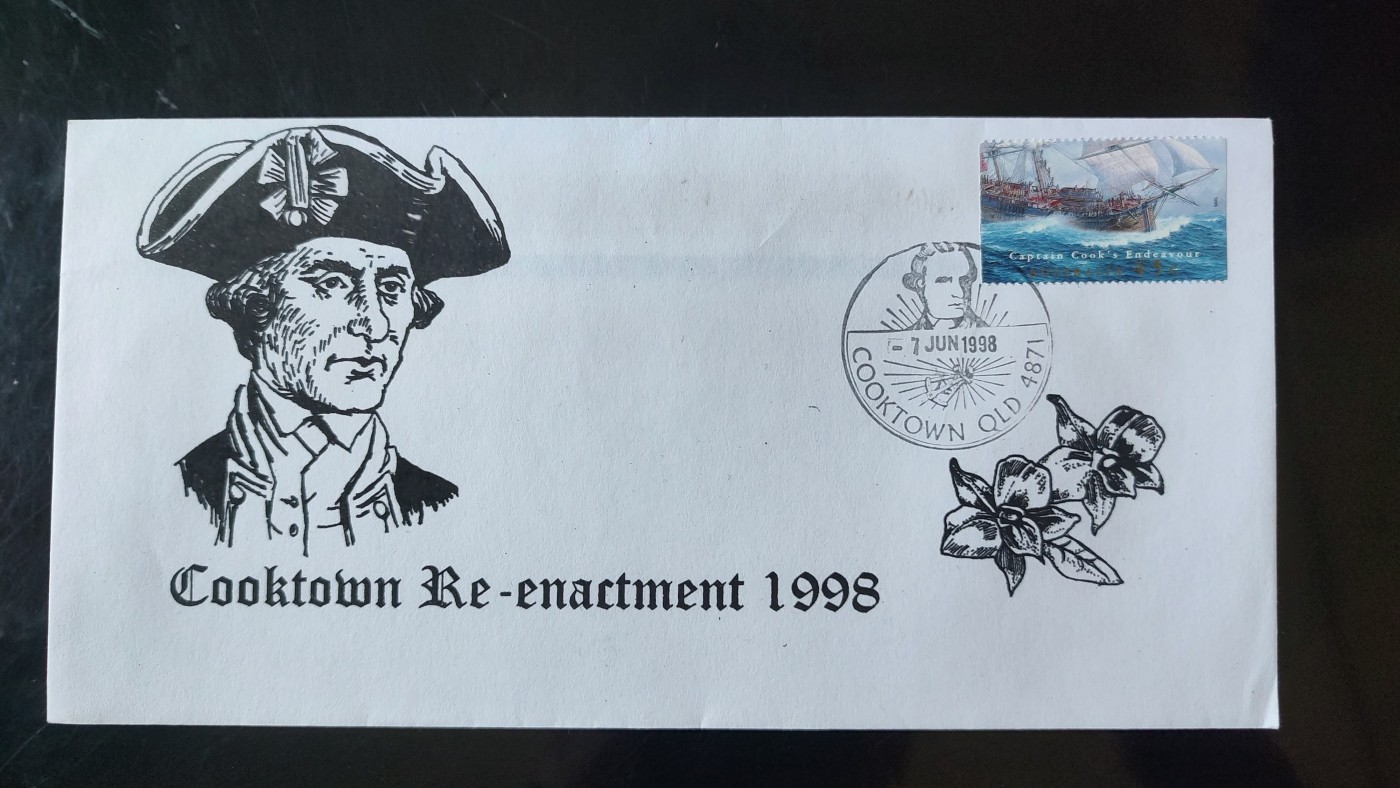 Captain Cook's Endeavour
- 7 JUN 1998
COOKTOWN QLD 4871
Cooktown Re-enactment 1998